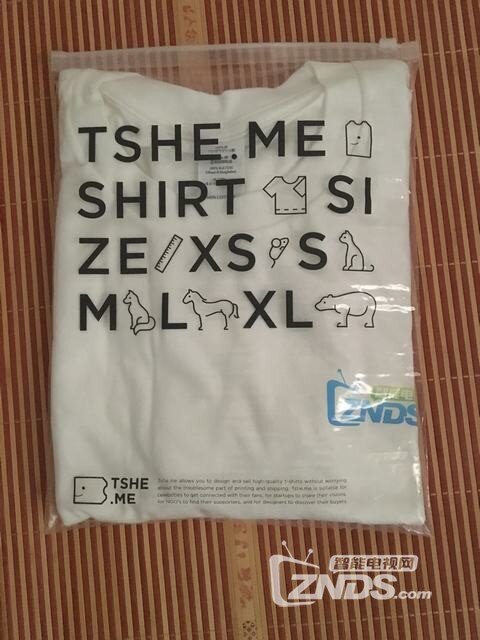 TSHE.ME
SHIRT SI
ZE XS S
M L XL
ZNDS
TSHE
.ME
Tshe.me allows you to design and sell high-quality t-shirts without worrying
about the troublesome part of printing and shipping. Tshe.me is suitable for
celebrities to get connected with their fans, for startups to share their visions,
for NGO's to find their supporters, and for designers to discover their buyers
智能电视网
ZNDS.com